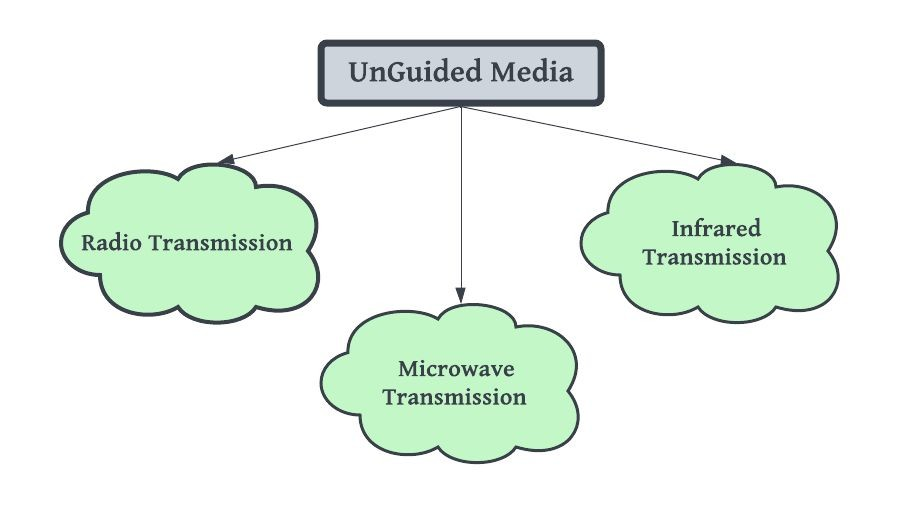 UnGuided Media
Radio Transmission
Infrared
Transmission
Microwave
Transmission